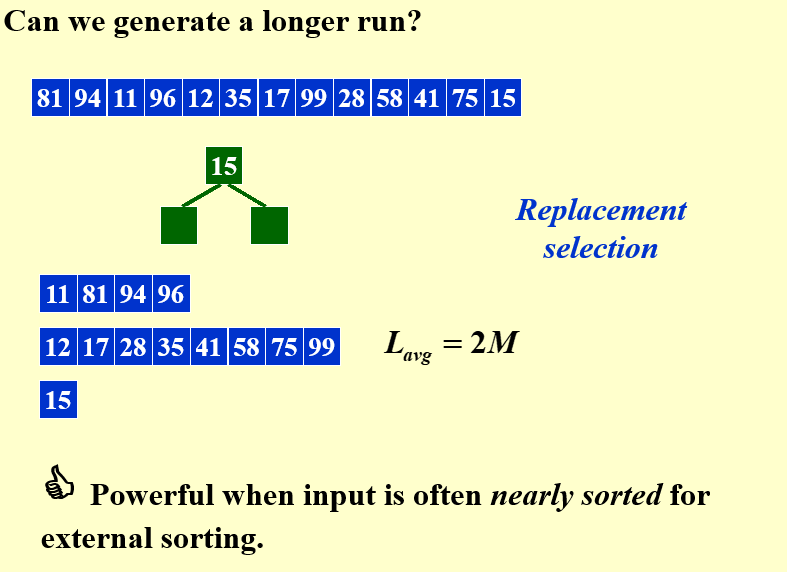 Can we generate a longer run?
81 94 11 96 12 35 17 99 28 58 41 75 15
15
Replacement
selection
11 81 94 96
12 17 28 35 41 58 75 99
L_avg = 2M
15
Powerful when input is often nearly sorted for
external sorting.